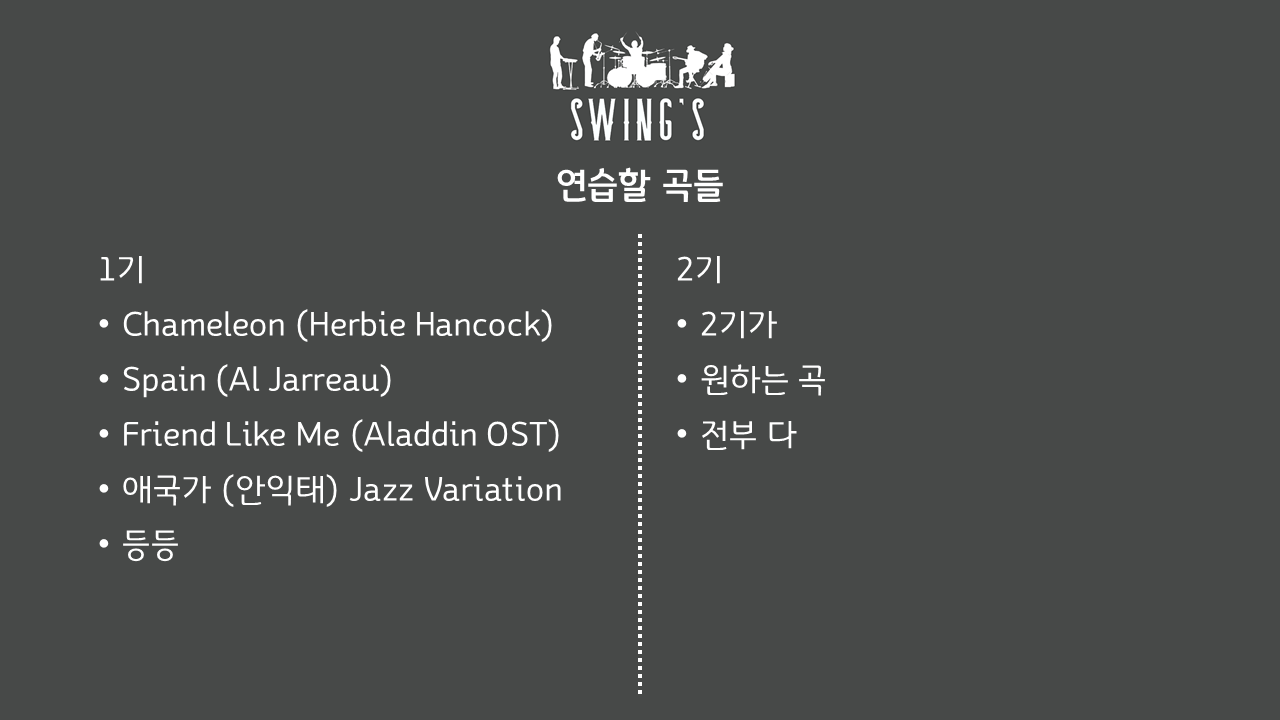 SWING'S
연습할 곡들
1기
• Chameleon (Herbie Hancock)
• Spain (Al Jarreau)
• Friend Like Me (Aladdin OST)
• 애국가 (안익태) Jazz Variation
• 등등
2기
• 2기가
• 원하는 곡
• 전부 다